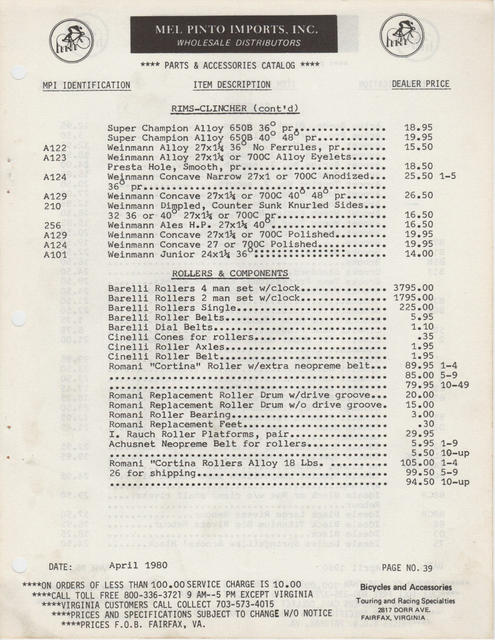 MEL PINTO IMPORTS, INC.
WHOLESALE DISTRIBUTORS
**** PARTS & ACCESSORIES CATALOG ****
MPI IDENTIFICATION ITEM DESCRIPTION DEALER PRICE
RIMS-CLINCHER (cont'd)
Super Champion Alloy 650B 36° pr................ 18.95
Super Champion Alloy 650B 40° 48° pr............ 19.95
A122 Weinmann Alloy 27x1¼ 36° No Ferrules, pr........ 15.50
A123 Weinmann Alloy 27x1¼ or 700C Alloy Eyelets......
Presta Hole, Smooth, pr......................... 18.50
A124 Weinmann Concave Narrow 27x1 or 700C Anodized... 25.50 1-5
36° pr..........................................
A129 Weinmann Concave 27x1¼ or 700C 40° 48° pr....... 26.50
210 Weinmann Dimpled, Counter Sunk Knurled Sides....
32 36 or 40° 27x1¼ or 700C pr................... 16.50
256 Weinmann Ales H.P. 27x1¼ 40°.................... 16.50
A129 Weinmann Concave 27x1¼ or 700C Polished......... 19.95
A124 Weinmann Concave 27 or 700C Polished............ 19.95
A101 Weinmann Junior 24x1⅜ 36°....................... 14.00
ROLLERS & COMPONENTS
Barelli Rollers 4 man set w/clock............... 3795.00
Barelli Rollers 2 man set w/clock............... 1795.00
Barelli Rollers Single.......................... 225.00
Barelli Roller Belts............................ 5.95
Barelli Dial Belts.............................. 1.10
Cinelli Cones for rollers....................... .35
Cinelli Roller Axles............................ 1.95
Cinelli Roller Belt............................. 1.95
Romani "Cortina" Roller w/extra neopreme belt... 89.95 1-4
................................................ 85.00 5-9
................................................ 79.95 10-49
Romani Replacement Roller Drum w/drive groove... 20.00
Romani Replacement Roller Drum w/o drive groove. 15.00
Romani Roller Bearing........................... 3.00
Romani Replacement Feet......................... .30
I. Rauch Roller Platforms, pair................. 29.95
Achusnet Neopreme Belt for rollers.............. 5.95 1-9
................................................ 5.50 10-up
Romani "Cortina Rollers Alloy 18 Lbs. .......... 105.00 1-4
26 for shipping................................. 99.50 5-9
................................................ 94.50 10-up
DATE: April 1980 PAGE NO. 39
****ON ORDERS OF LESS THAN 100.00 SERVICE CHARGE IS 10.00
****CALL TOLL FREE 800-336-3721 9 AM--5 PM EXCEPT VIRGINIA
****VIRGINIA CUSTOMERS CALL COLLECT 703-573-4015
****PRICES AND SPECIFICATIONS SUBJECT TO CHANGE W/O NOTICE
****PRICES F.O.B. FAIRFAX, VA.
Bicycles and Accessories
Touring and Racing Specialties
2817 DORR AVE.
FAIRFAX, VIRGINIA